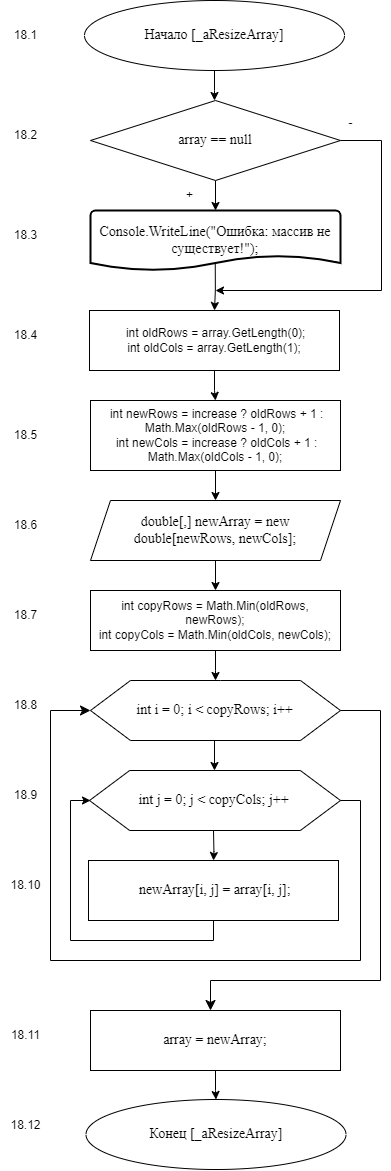 18.1
Начало [_aResizeArray]
18.2
array == null
-
+
18.3
Console.WriteLine("Ошибка: массив не
существует!");
18.4
int oldRows = array.GetLength(0);
int oldCols = array.GetLength(1);
18.5
int newRows = increase ? oldRows + 1 :
Math.Max(oldRows - 1, 0);
int newCols = increase ? oldCols + 1 :
Math.Max(oldCols - 1, 0);
18.6
double[,] newArray = new
double[newRows, newCols];
18.7
int copyRows = Math.Min(oldRows,
newRows);
int copyCols = Math.Min(oldCols, newCols);
18.8
int i = 0; i < copyRows; i++
18.9
int j = 0; j < copyCols; j++
18.10
newArray[i, j] = array[i, j];
18.11
array = newArray;
18.12
Конец [_aResizeArray]